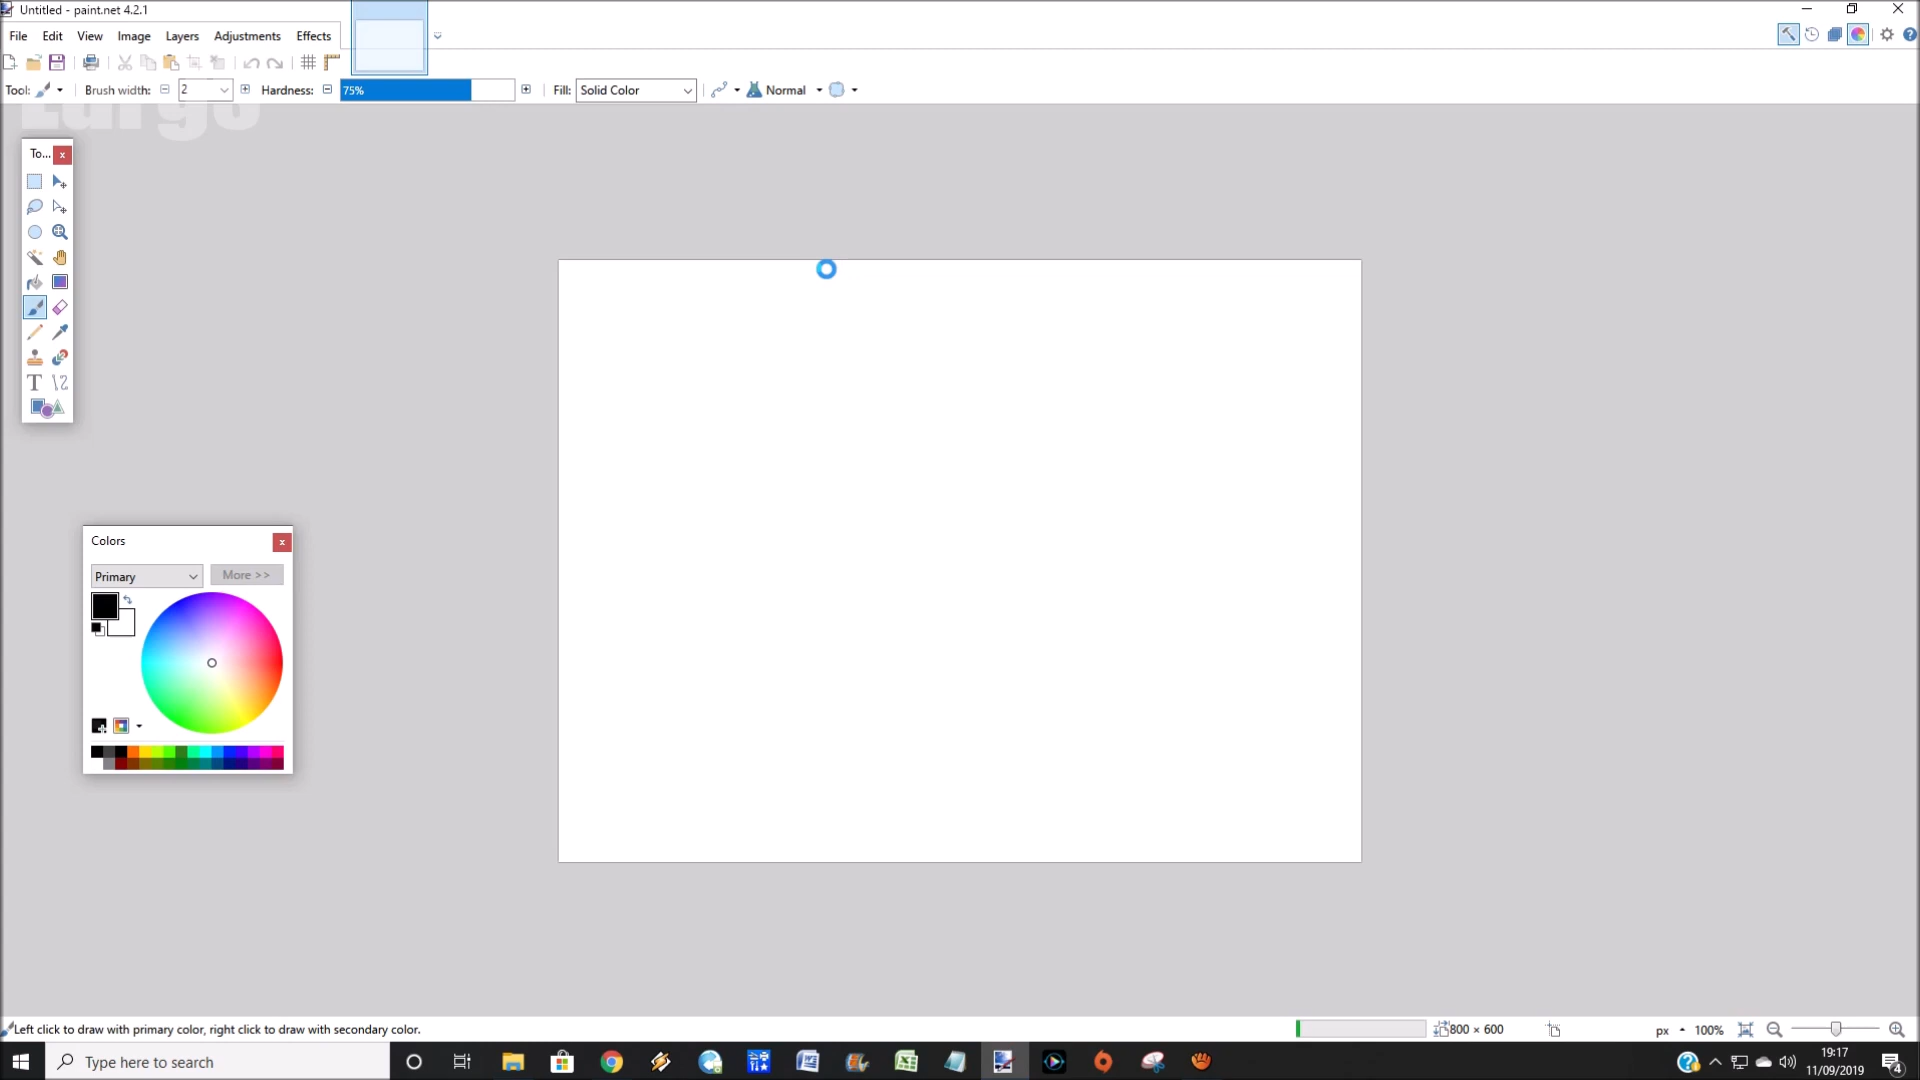 Untitled - paint.net 4.2.1
File Edit View Image Layers Adjustments Effects
Tool: Brush width: 2 Hardness: 75% Fill: Solid Color Normal
Largo
To...
Colors
Primary More >>
Left click to draw with primary color, right click to draw with secondary color. 800 × 600 px 100%
Type here to search
19:17
11/09/2019
4